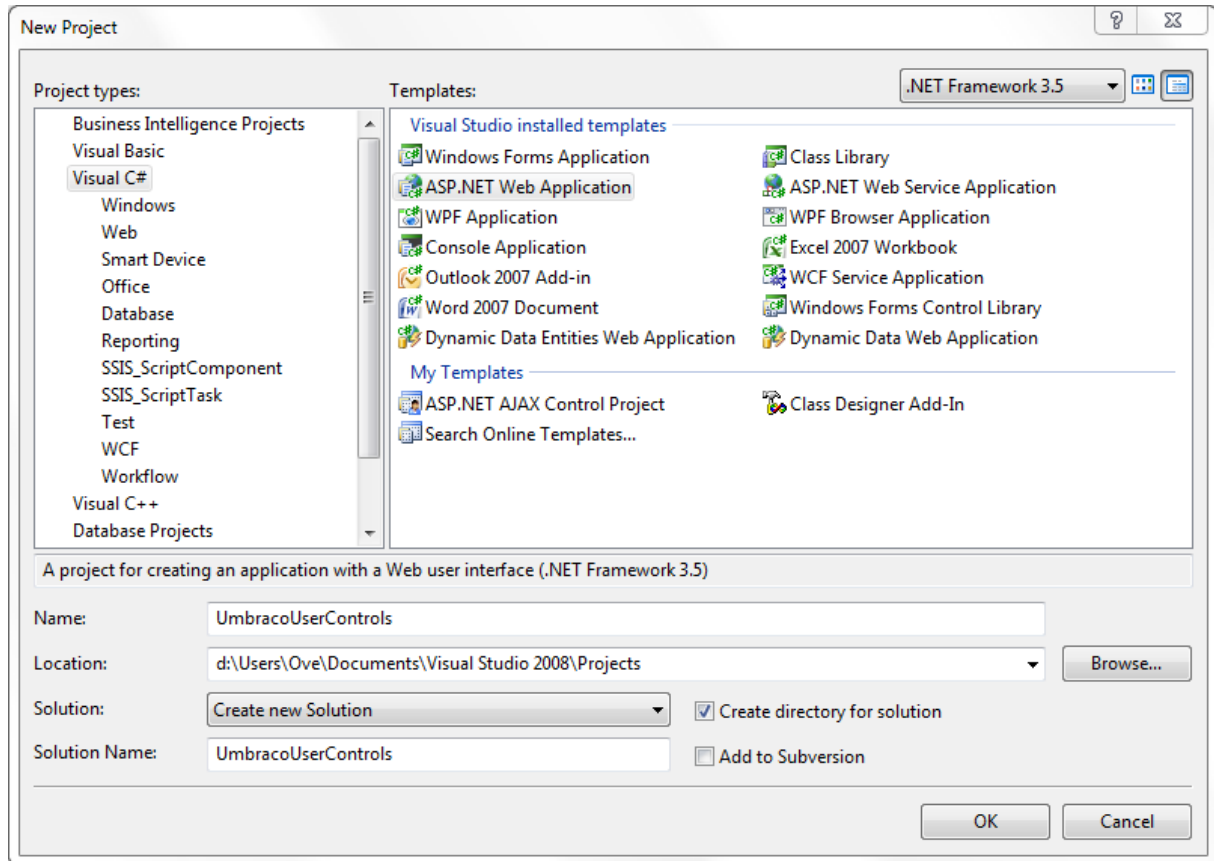 New Project
Project types:
Templates:
.NET Framework 3.5
Business Intelligence Projects
Visual Basic
Visual C#
Windows
Web
Smart Device
Office
Database
Reporting
SSIS_ScriptComponent
SSIS_ScriptTask
Test
WCF
Workflow
Visual C++
Database Projects
Visual Studio installed templates
Windows Forms Application
Class Library
ASP.NET Web Application
ASP.NET Web Service Application
WPF Application
WPF Browser Application
Console Application
Excel 2007 Workbook
Outlook 2007 Add-in
WCF Service Application
Word 2007 Document
Windows Forms Control Library
Dynamic Data Entities Web Application
Dynamic Data Web Application
My Templates
ASP.NET AJAX Control Project
Class Designer Add-In
Search Online Templates...
A project for creating an application with a Web user interface (.NET Framework 3.5)
Name:
UmbracoUserControls
Location:
d:\Users\Ove\Documents\Visual Studio 2008\Projects
Browse...
Solution:
Create new Solution
Create directory for solution
Solution Name:
UmbracoUserControls
Add to Subversion
OK
Cancel